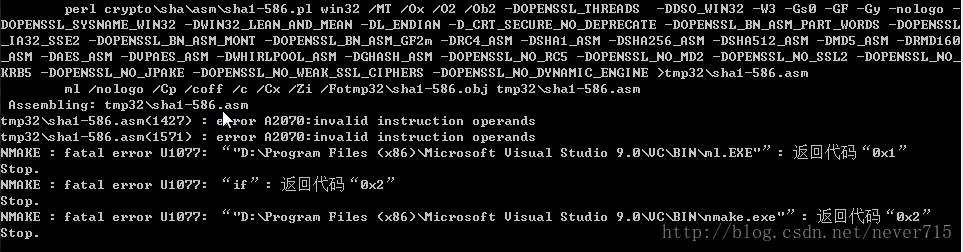 perl crypto\sha\asm\sha1-586.pl win32 /MT /Ox /O2 /Ob2 -DOPENSSL_THREADS  -DDSO_WIN32 -W3 -Gs0 -GF -Gy -nologo -
DOPENSSL_SYSNAME_WIN32 -DWIN32_LEAN_AND_MEAN -DL_ENDIAN -D_CRT_SECURE_NO_DEPRECATE -DOPENSSL_BN_ASM_PART_WORDS -DOPENSSL
_IA32_SSE2 -DOPENSSL_BN_ASM_MONT -DOPENSSL_BN_ASM_GF2m -DRC4_ASM -DSHA1_ASM -DSHA256_ASM -DSHA512_ASM -DMD5_ASM -DRMD160
_ASM -DAES_ASM -DVPAES_ASM -DWHIRLPOOL_ASM -DGHASH_ASM -DOPENSSL_NO_RC5 -DOPENSSL_NO_MD2 -DOPENSSL_NO_SSL2 -DOPENSSL_NO_
KRB5 -DOPENSSL_NO_JPAKE -DOPENSSL_NO_WEAK_SSL_CIPHERS -DOPENSSL_NO_DYNAMIC_ENGINE >tmp32\sha1-586.asm
ml /nologo /Cp /coff /c /Cx /Zi /Fotmp32\sha1-586.obj tmp32\sha1-586.asm
Assembling: tmp32\sha1-586.asm
tmp32\sha1-586.asm(1427) : error A2070:invalid instruction operands
tmp32\sha1-586.asm(1571) : error A2070:invalid instruction operands
NMAKE : fatal error U1077: “"D:\Program Files (x86)\Microsoft Visual Studio 9.0\VC\BIN\ml.EXE"”: 返回代码“0x1”
Stop.
NMAKE : fatal error U1077: “if”: 返回代码“0x2”
Stop.
NMAKE : fatal error U1077: “"D:\Program Files (x86)\Microsoft Visual Studio 9.0\VC\BIN\nmake.exe"”: 返回代码“0x2”
Stop.
http://blog.csdn.net/never715